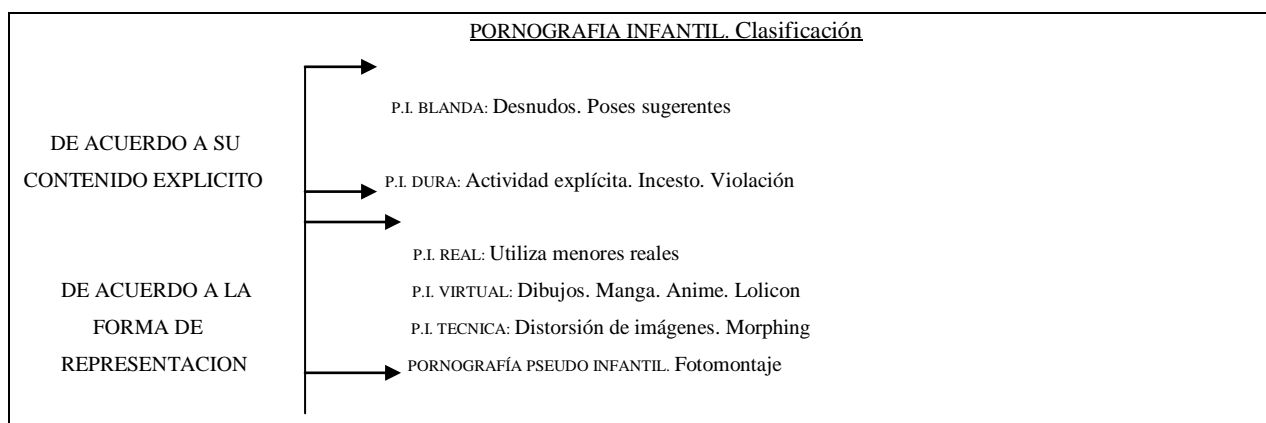 PORNOGRAFIA INFANTIL. Clasificación
P.I. BLANDA: Desnudos. Poses sugerentes
DE ACUERDO A SU
CONTENIDO EXPLICITO
P.I. DURA: Actividad explícita. Incesto. Violación
P.I. REAL: Utiliza menores reales
DE ACUERDO A LA
FORMA DE
REPRESENTACION
P.I. VIRTUAL: Dibujos. Manga. Anime. Lolicon
P.I. TECNICA: Distorsión de imágenes. Morphing
PORNOGRAFÍA PSEUDO INFANTIL. Fotomontaje